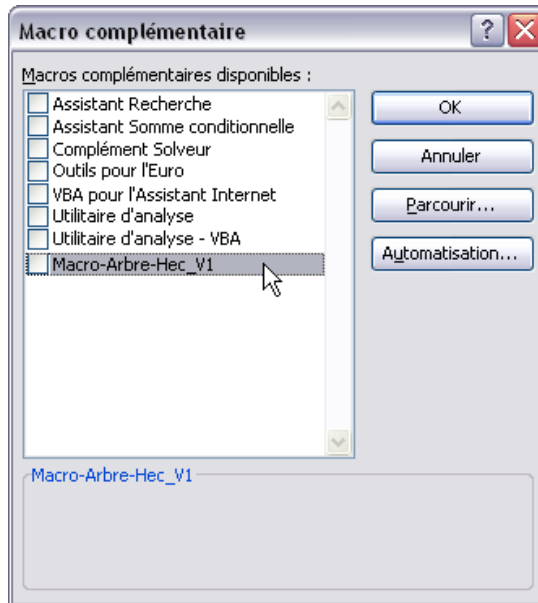 Macro complémentaire
Macros complémentaires disponibles :
Assistant Recherche
Assistant Somme conditionnelle
Complément Solveur
Outils pour l'Euro
VBA pour l'Assistant Internet
Utilitaire d'analyse
Utilitaire d'analyse - VBA
Macro-Arbre-Hec_V1
OK
Annuler
Parcourir...
Automatisation...
Macro-Arbre-Hec_V1